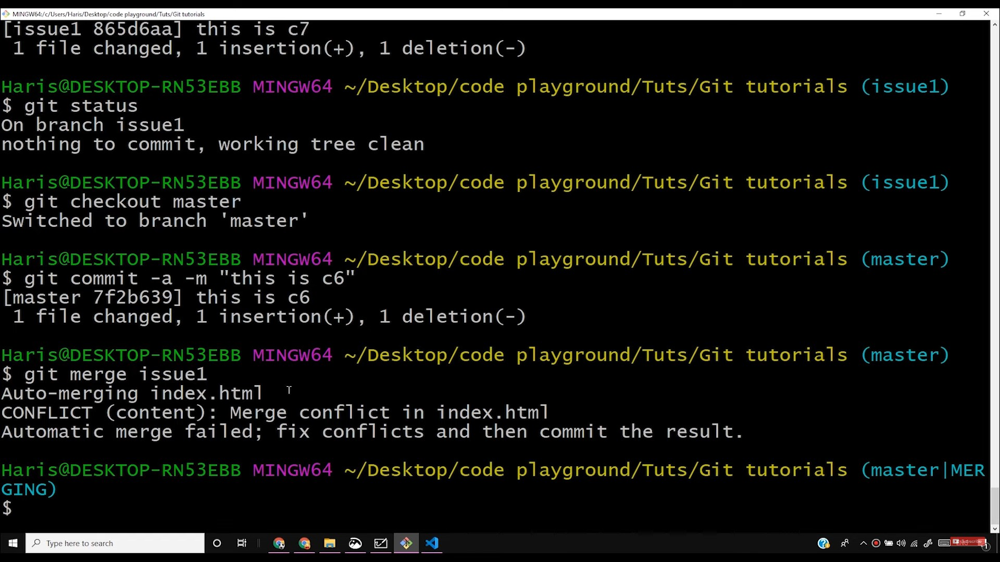 MINGW64:/c/Users/Haris/Desktop/code playground/Tuts/Git tutorials
[issue1 865d6aa] this is c7
1 file changed, 1 insertion(+), 1 deletion(-)
Haris@DESKTOP-RN53EBB MINGW64 ~/Desktop/code playground/Tuts/Git tutorials (issue1)
$ git status
On branch issue1
nothing to commit, working tree clean
Haris@DESKTOP-RN53EBB MINGW64 ~/Desktop/code playground/Tuts/Git tutorials (issue1)
$ git checkout master
Switched to branch 'master'
Haris@DESKTOP-RN53EBB MINGW64 ~/Desktop/code playground/Tuts/Git tutorials (master)
$ git commit -a -m "this is c6"
[master 7f2b639] this is c6
1 file changed, 1 insertion(+), 1 deletion(-)
Haris@DESKTOP-RN53EBB MINGW64 ~/Desktop/code playground/Tuts/Git tutorials (master)
$ git merge issue1
Auto-merging index.html
CONFLICT (content): Merge conflict in index.html
Automatic merge failed; fix conflicts and then commit the result.
Haris@DESKTOP-RN53EBB MINGW64 ~/Desktop/code playground/Tuts/Git tutorials (master|MER
GING)
$
Type here to search
Subscribe
1